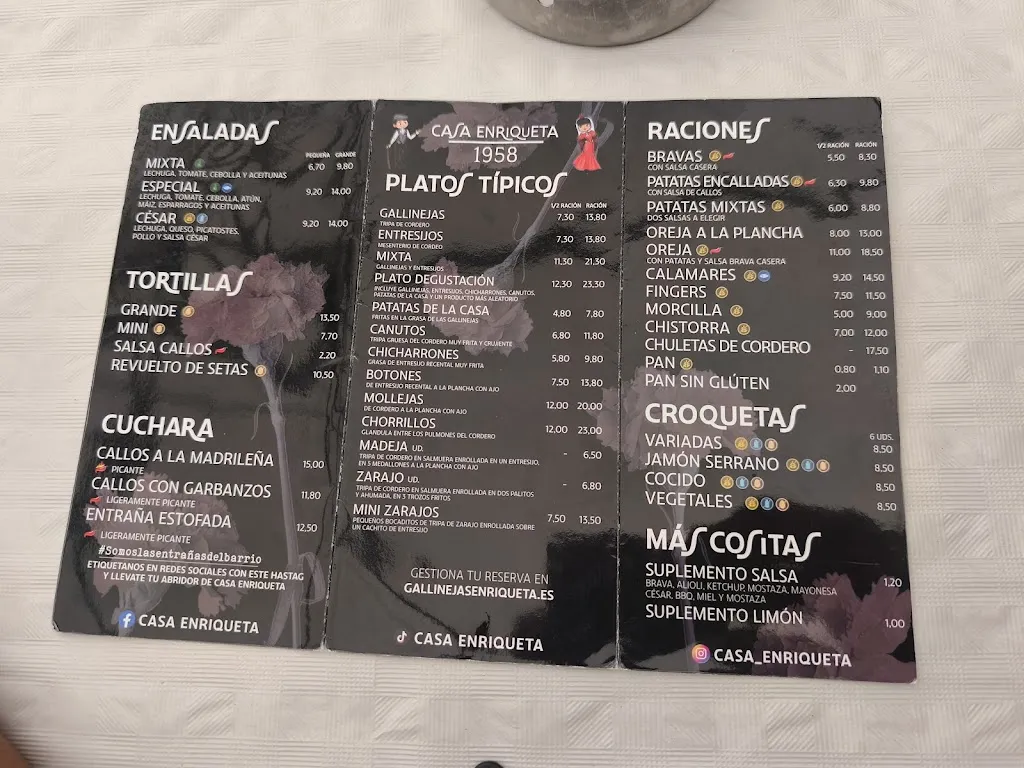 ENSALADAS
PEQUEÑA GRANDE
MIXTA 6,70 9,80
LECHUGA, TOMATE, CEBOLLA Y ACEITUNAS
ESPECIAL 9,20 14,00
LECHUGA, TOMATE, CEBOLLA, ATÚN,
MÁIZ, ESPARRAGOS Y ACEITUNAS
CÉSAR 9,20 14,00
LECHUGA, QUESO, PICATOSTES,
POLLO Y SALSA CÉSAR
TORTILLAS
GRANDE 13,50
MINI 7,70
SALSA CALLOS 2,20
REVUELTO DE SETAS 10,50
CUCHARA
CALLOS A LA MADRILEÑA 15,00
PICANTE
CALLOS CON GARBANZOS 11,80
LIGERAMENTE PICANTE
ENTRAÑA ESTOFADA 12,50
LIGERAMENTE PICANTE
#Somoslasentrañasdelbarrio
ETIQUETANOS EN REDES SOCIALES CON ESTE HASTAG
Y LLEVATE TU ABRIDOR DE CASA ENRIQUETA
CASA ENRIQUETA
CASA ENRIQUETA
1958
PLATOS TÍPICOS
1/2 RACIÓN RACIÓN
GALLINEJAS 7,30 13,80
TRIPA DE CORDERO
ENTRESIJOS 7,30 13,80
MESENTERIO DE CORDEO
MIXTA 11,30 21,30
GALLINEJAS Y ENTRESIJOS
PLATO DEGUSTACIÓN 12,30 23,30
INCLUYE GALLINEJAS, ENTRESIJOS, CHICHARRONES, CANUTOS,
PATATAS DE LA CASA Y UN PRODUCTO MÁS ALEATORIO
PATATAS DE LA CASA 4,80 7,80
FRITAS EN LA GRASA DE LAS GALLINEJAS
CANUTOS 6,80 11,80
TRIPA GRUESA DEL CORDERO MUY FRITA Y CRUJIENTE
CHICHARRONES 5,80 9,80
GRASA DE ENTRESIJO RECENTAL MUY FRITA
BOTONES 7,50 13,80
DE ENTRESIJO RECENTAL A LA PLANCHA CON AJO
MOLLEJAS 12,00 20,00
DE CORDERO A LA PLANCHA CON AJO
CHORRILLOS 12,00 23,00
GLANDULA ENTRE LOS PULMONES DEL CORDERO
MADEJA UD. - 6,50
TRIPA DE CORDERO EN SALMUERA ENROLLADA EN UN ENTRESIJO,
EN 5 MEDALLONES A LA PLANCHA CON AJO
ZARAJO UD. - 6,80
TRIPA DE CORDERO EN SALMUERA ENROLLADA EN DOS PALITOS
Y AHUMADA, EN 3 TROZOS FRITOS
MINI ZARAJOS 7,50 13,50
PEQUEÑOS BOCADITOS DE TRIPA DE ZARAJO ENROLLADA SOBRE
UN CACHITO DE ENTRESIJO
GESTIONA TU RESERVA EN
GALLINEJASENRIQUETA.ES
CASA ENRIQUETA
RACIONES
1/2 RACIÓN RACIÓN
BRAVAS 5,50 8,30
CON SALSA CASERA
PATATAS ENCALLADAS 6,30 9,80
CON SALSA DE CALLOS
PATATAS MIXTAS 6,00 8,80
DOS SALSAS A ELEGIR
OREJA A LA PLANCHA 8,00 13,00
OREJA 11,00 18,50
CON PATATAS Y SALSA BRAVA CASERA
CALAMARES 9,20 14,50
FINGERS 7,50 11,50
MORCILLA 5,00 9,00
CHISTORRA 7,00 12,00
CHULETAS DE CORDERO - 17,50
PAN 0,80 1,10
PAN SIN GLÚTEN 2,00
CROQUETAS
6 UDS.
VARIADAS 8,50
JAMÓN SERRANO 8,50
COCIDO 8,50
VEGETALES 8,50
MÁS COSITAS
SUPLEMENTO SALSA 1,20
BRAVA, ALIOLI, KETCHUP, MOSTAZA, MAYONESA
CÉSAR, BBQ, MIEL Y MOSTAZA
SUPLEMENTO LIMÓN 1,00
CASA_ENRIQUETA